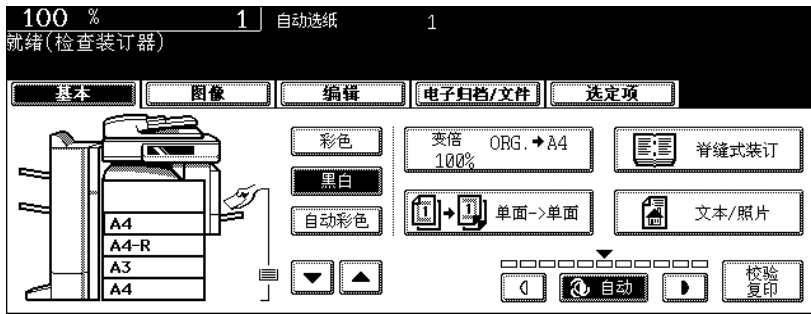 100 % 1 自动选纸 1
就绪(检查装订器)
基本 图像 编辑 电子归档/文件 选定项
彩色 变倍 ORG.➔A4 脊缝式装订
100%
黑白
A4 自动彩色 1 ➔ 1 单面->单面 文本/照片
A4-R
A3
A4 自动 校验
复印